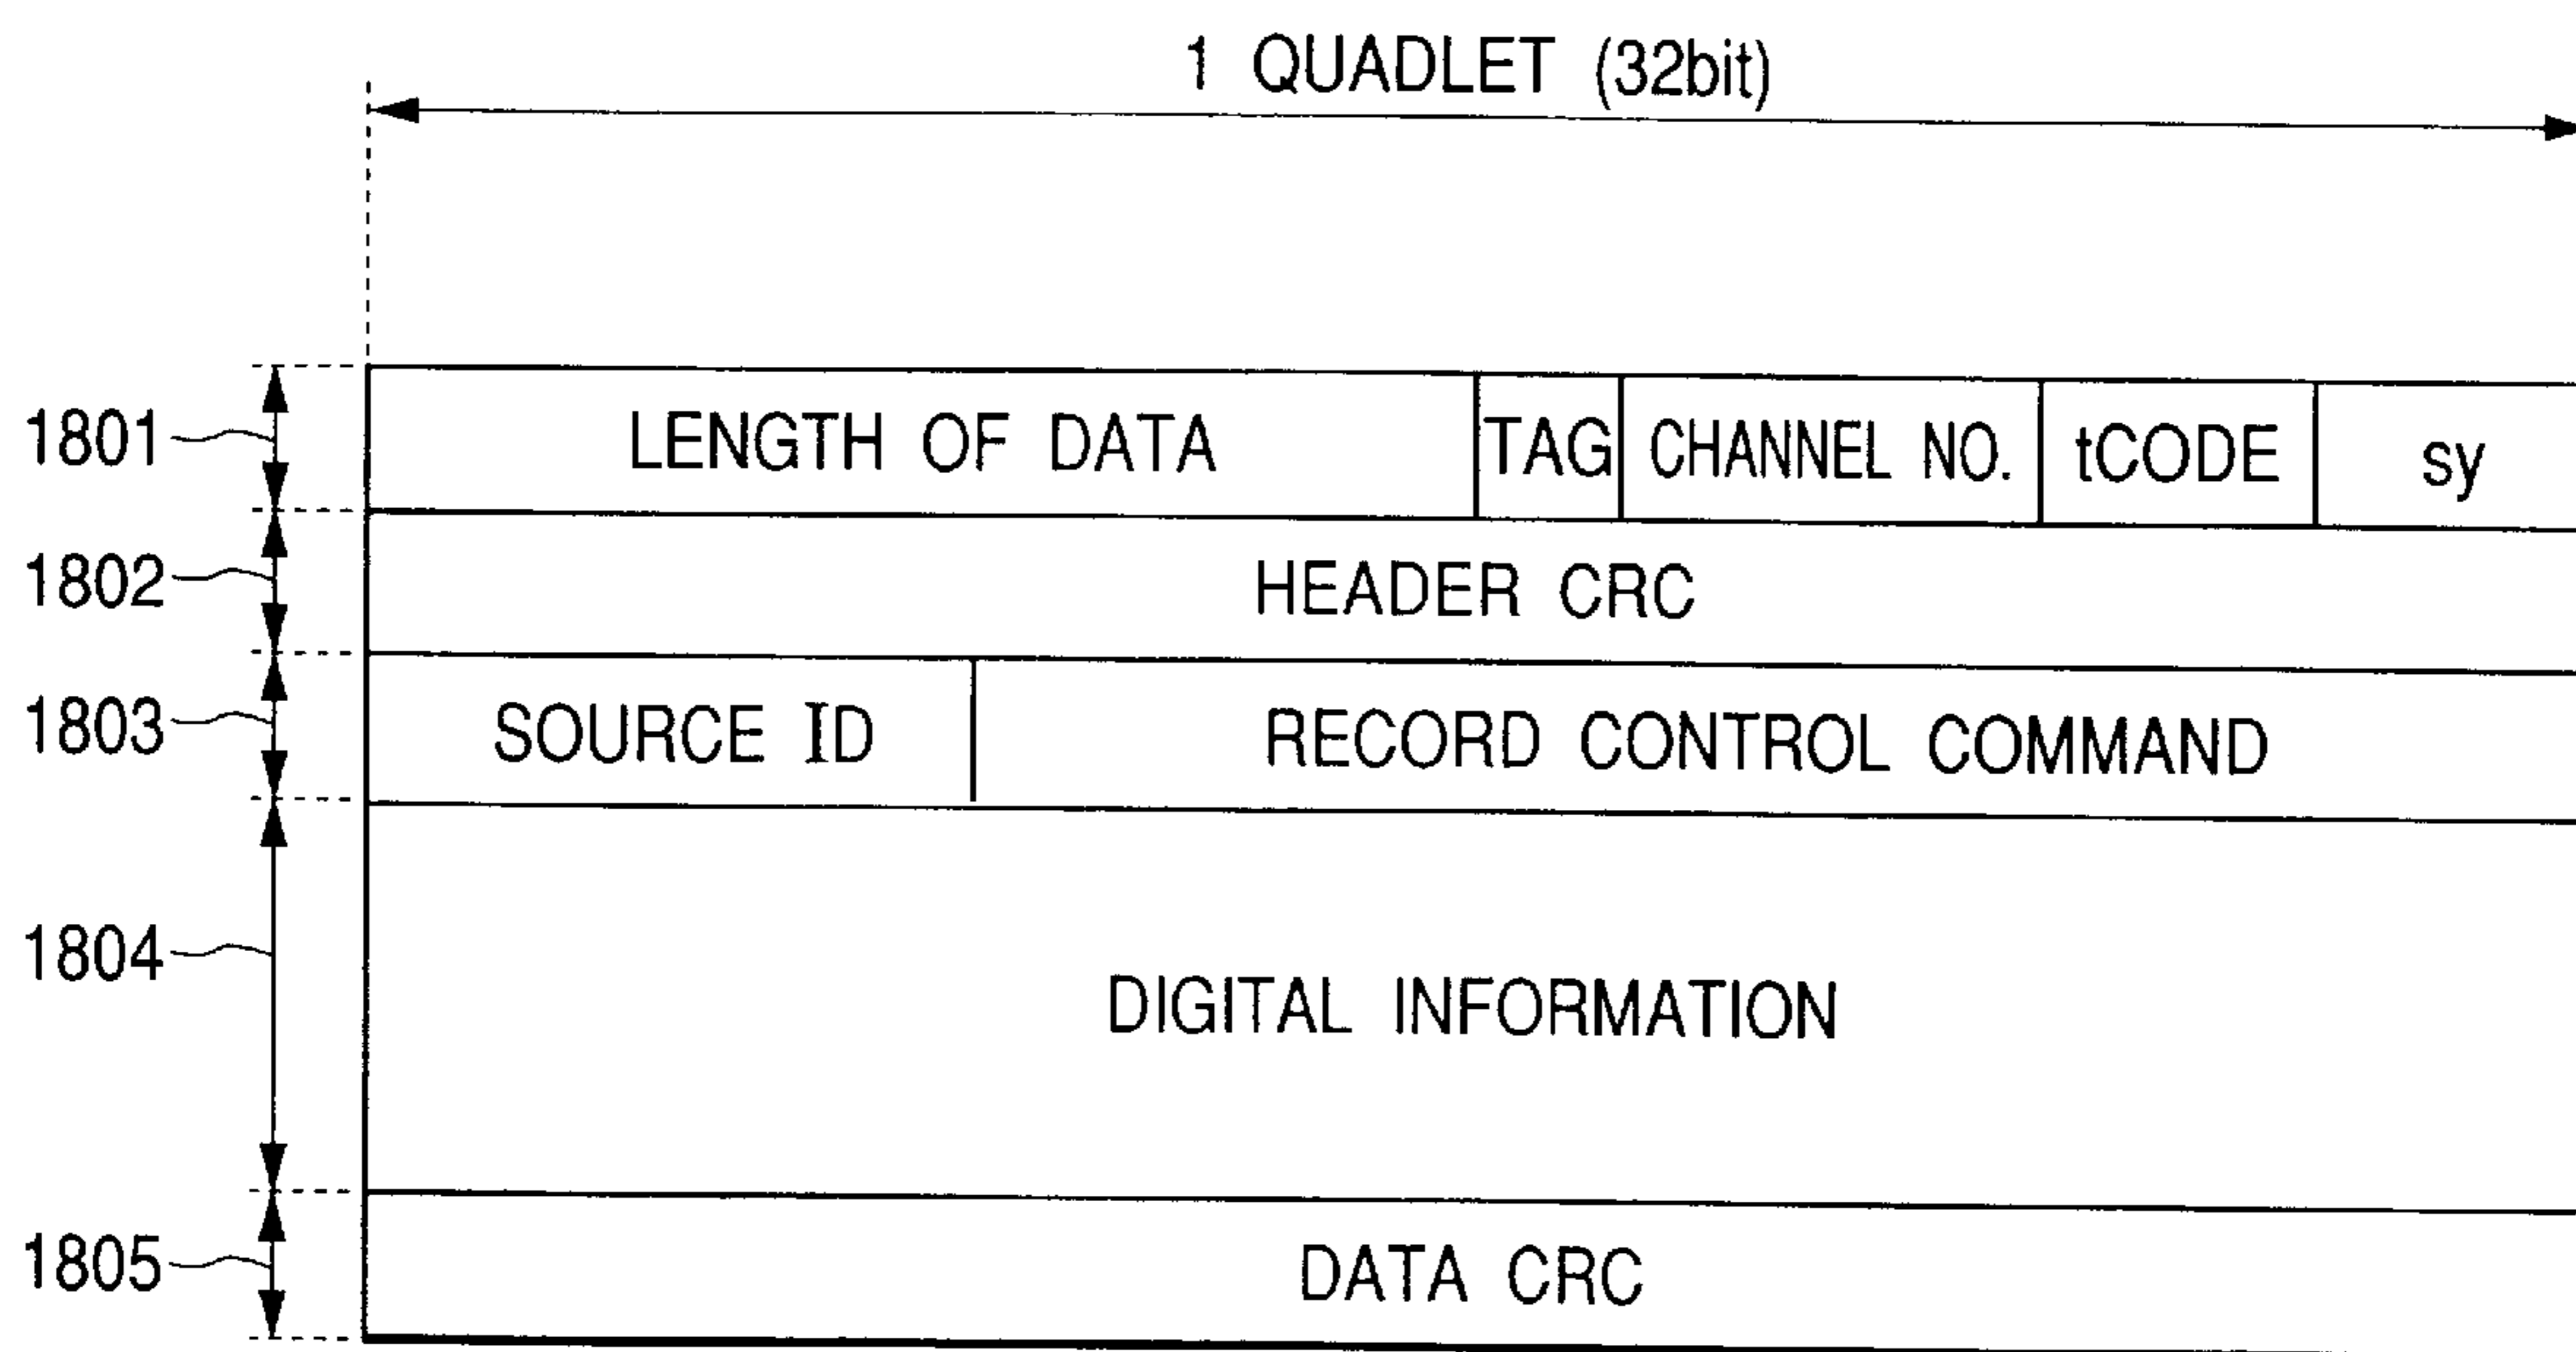 1 QUADLET (32bit)
1801 LENGTH OF DATA TAG CHANNEL NO. tCODE sy
1802 HEADER CRC
1803 SOURCE ID RECORD CONTROL COMMAND
1804 DIGITAL INFORMATION
1805 DATA CRC